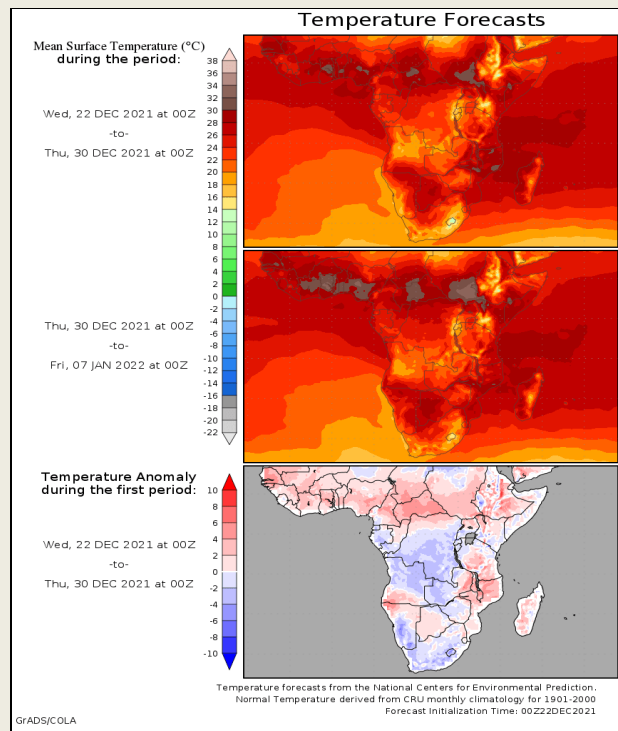 Temperature Forecasts
Mean Surface Temperature (°C)
during the period:
Wed, 22 DEC 2021 at 00Z
-to-
Thu, 30 DEC 2021 at 00Z
38
36
34
32
30
28
26
24
22
20
18
16
14
12
10
8
6
4
2
0
-2
-4
-6
-8
-10
-12
-14
-16
-18
-20
-22
Thu, 30 DEC 2021 at 00Z
-to-
Fri, 07 JAN 2022 at 00Z
Temperature Anomaly
during the first period:
Wed, 22 DEC 2021 at 00Z
-to-
Thu, 30 DEC 2021 at 00Z
10
8
6
4
2
0
-2
-4
-6
-8
-10
Temperature forecasts from the National Centers for Environmental Prediction.
Normal Temperature derived from CRU monthly climatology for 1901-2000
Forecast Initialization Time: 00Z22DEC2021
GrADS/COLA